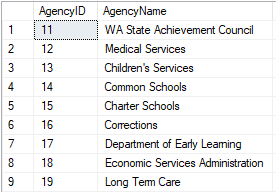 AgencyID AgencyName
1 11 WA State Achievement Council
2 12 Medical Services
3 13 Children's Services
4 14 Common Schools
5 15 Charter Schools
6 16 Corrections
7 17 Department of Early Learning
8 18 Economic Services Administration
9 19 Long Term Care